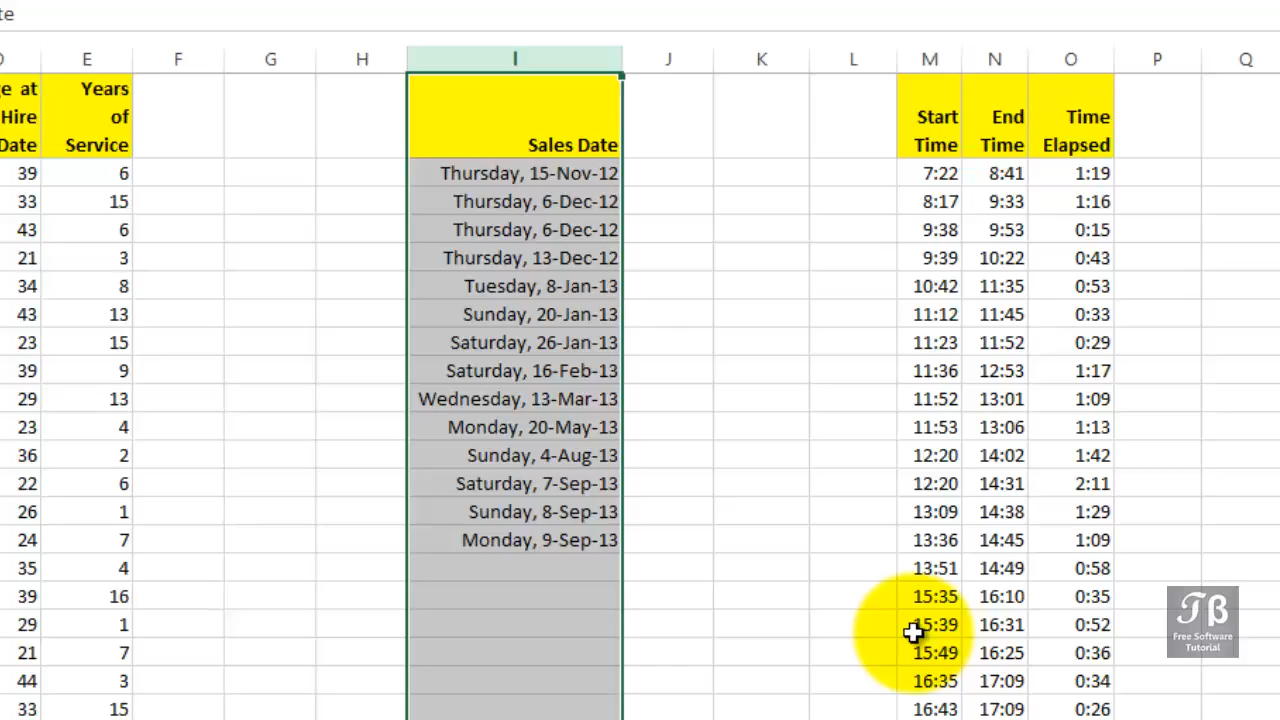 te
D E F G H I J K L M N O P Q
ge at Years
Hire of Start End Time
Date Service Sales Date Time Time Elapsed
39 6 Thursday, 15-Nov-12 7:22 8:41 1:19
33 15 Thursday, 6-Dec-12 8:17 9:33 1:16
43 6 Thursday, 6-Dec-12 9:38 9:53 0:15
21 3 Thursday, 13-Dec-12 9:39 10:22 0:43
34 8 Tuesday, 8-Jan-13 10:42 11:35 0:53
43 13 Sunday, 20-Jan-13 11:12 11:45 0:33
23 15 Saturday, 26-Jan-13 11:23 11:52 0:29
39 9 Saturday, 16-Feb-13 11:36 12:53 1:17
29 13 Wednesday, 13-Mar-13 11:52 13:01 1:09
23 4 Monday, 20-May-13 11:53 13:06 1:13
36 2 Sunday, 4-Aug-13 12:20 14:02 1:42
22 6 Saturday, 7-Sep-13 12:20 14:31 2:11
26 1 Sunday, 8-Sep-13 13:09 14:38 1:29
24 7 Monday, 9-Sep-13 13:36 14:45 1:09
35 4 13:51 14:49 0:58
39 16 15:35 16:10 0:35
29 1 15:39 16:31 0:52
21 7 15:49 16:25 0:36
44 3 16:35 17:09 0:34
33 15 16:43 17:09 0:26
TB
Free Software
Tutorial